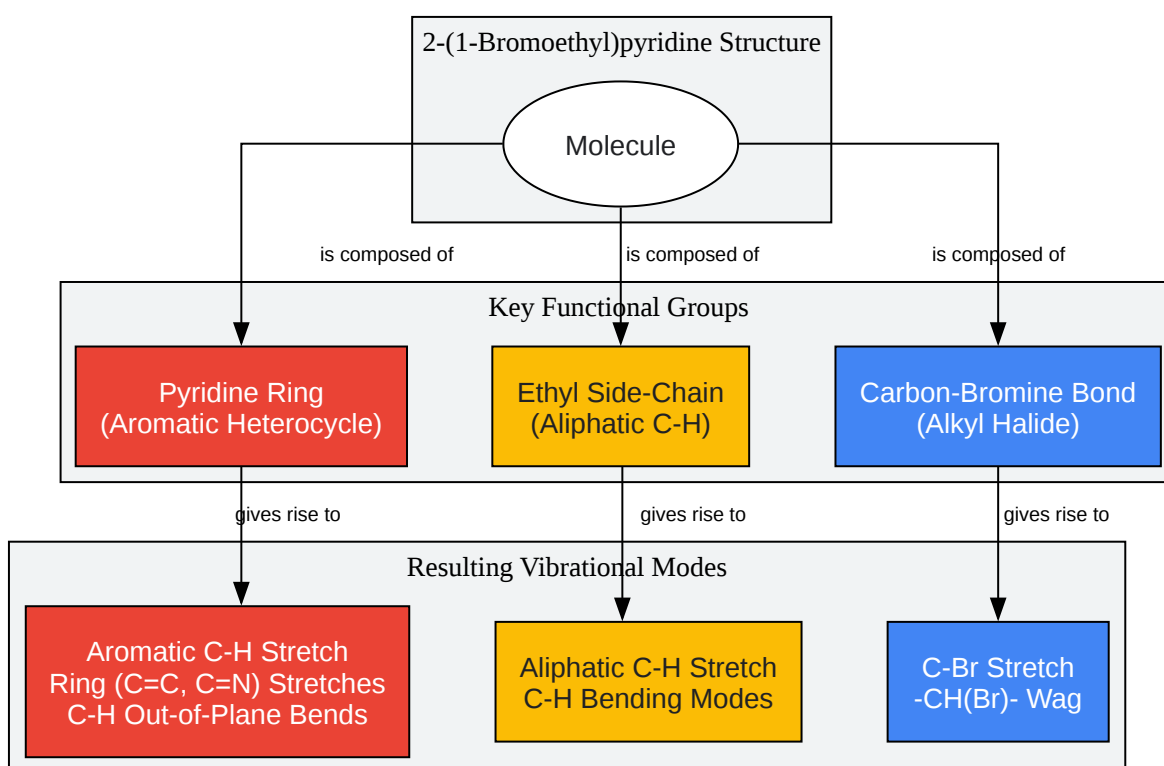 2-(1-Bromoethyl)pyridine Structure
Molecule
is composed of
is composed of
is composed of
Key Functional Groups
Pyridine Ring
(Aromatic Heterocycle)
Ethyl Side-Chain
(Aliphatic C-H)
Carbon-Bromine Bond
(Alkyl Halide)
gives rise to
gives rise to
gives rise to
Resulting Vibrational Modes
Aromatic C-H Stretch
Ring (C=C, C=N) Stretches
C-H Out-of-Plane Bends
Aliphatic C-H Stretch
C-H Bending Modes
C-Br Stretch
-CH(Br)- Wag